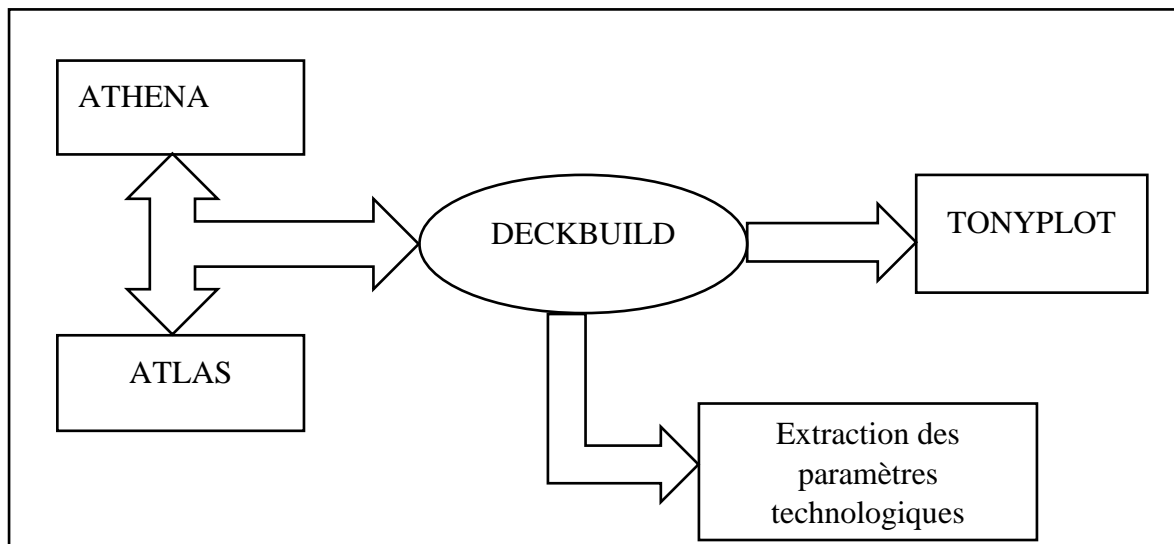 ATHENA
DECKBUILD
TONYPLOT
ATLAS
Extraction des
paramètres
technologiques